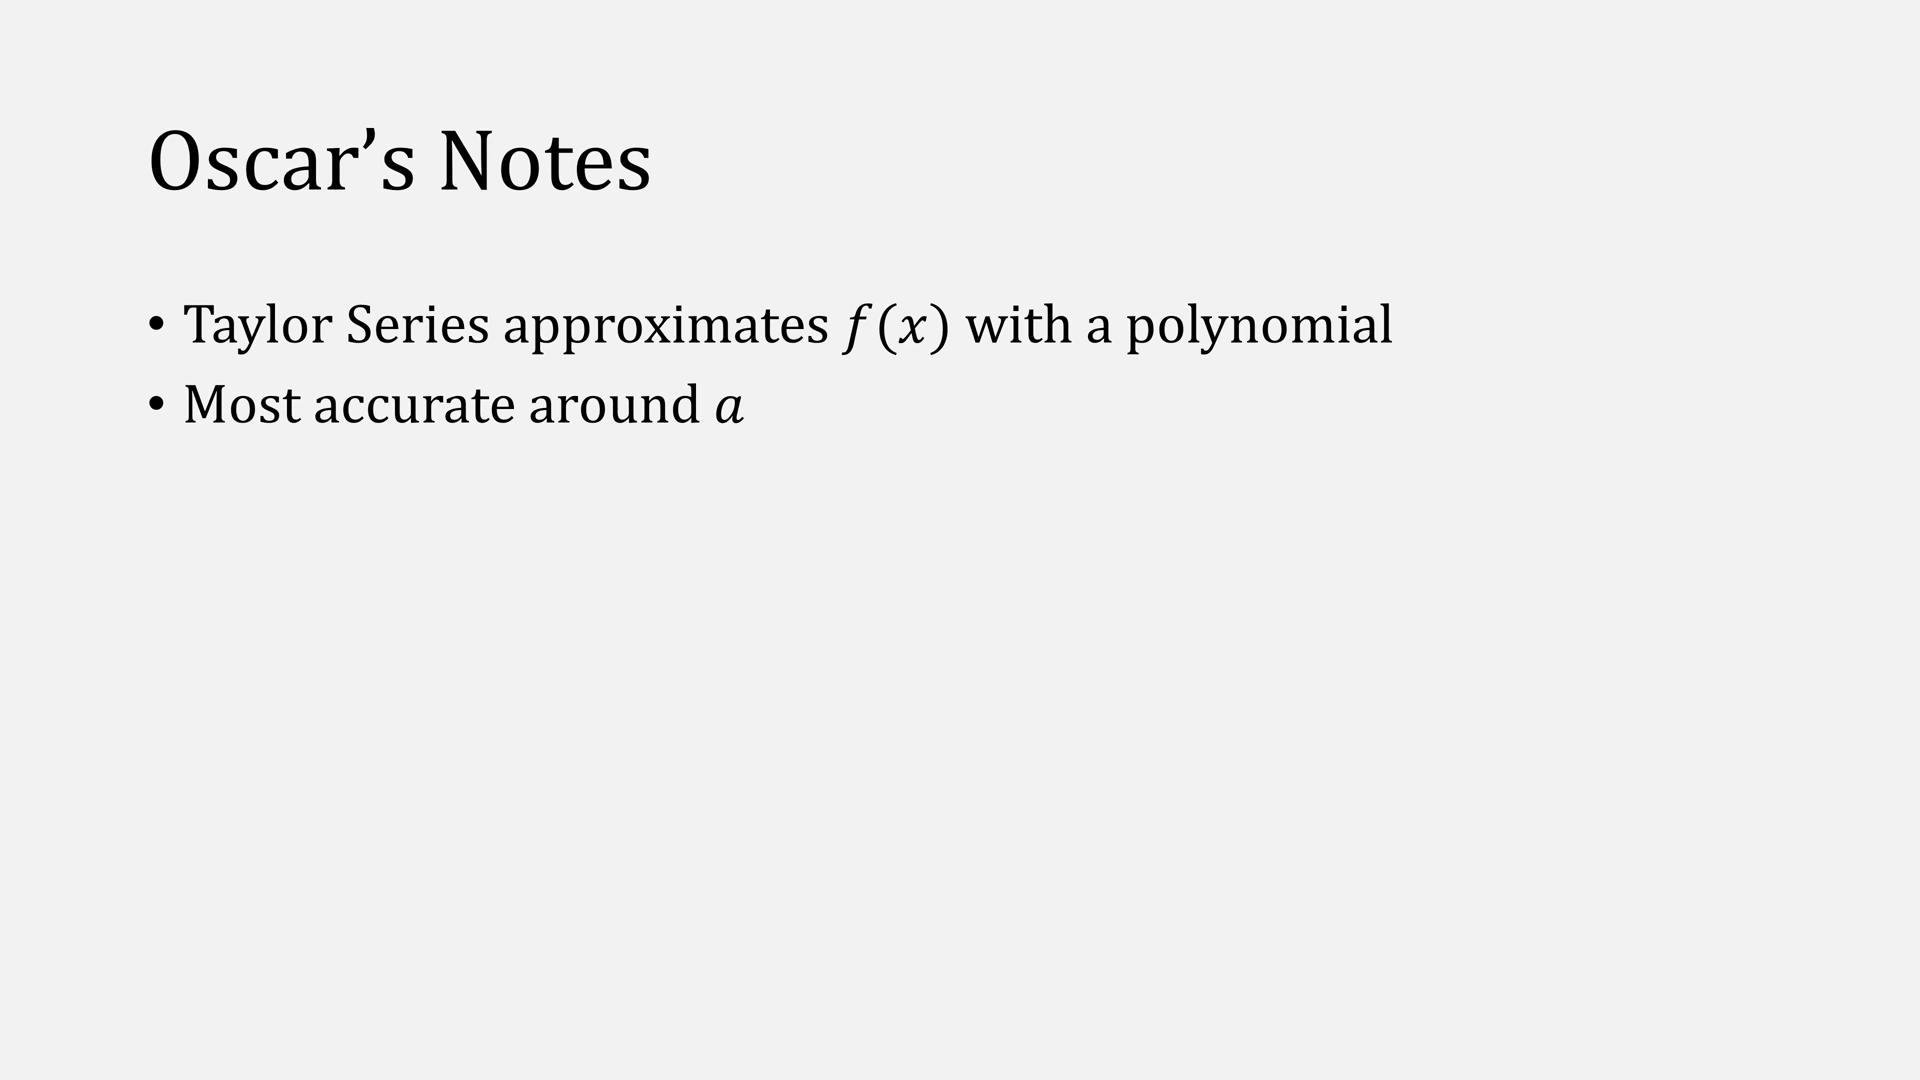 Oscar’s Notes
• Taylor Series approximates f(x) with a polynomial
• Most accurate around a